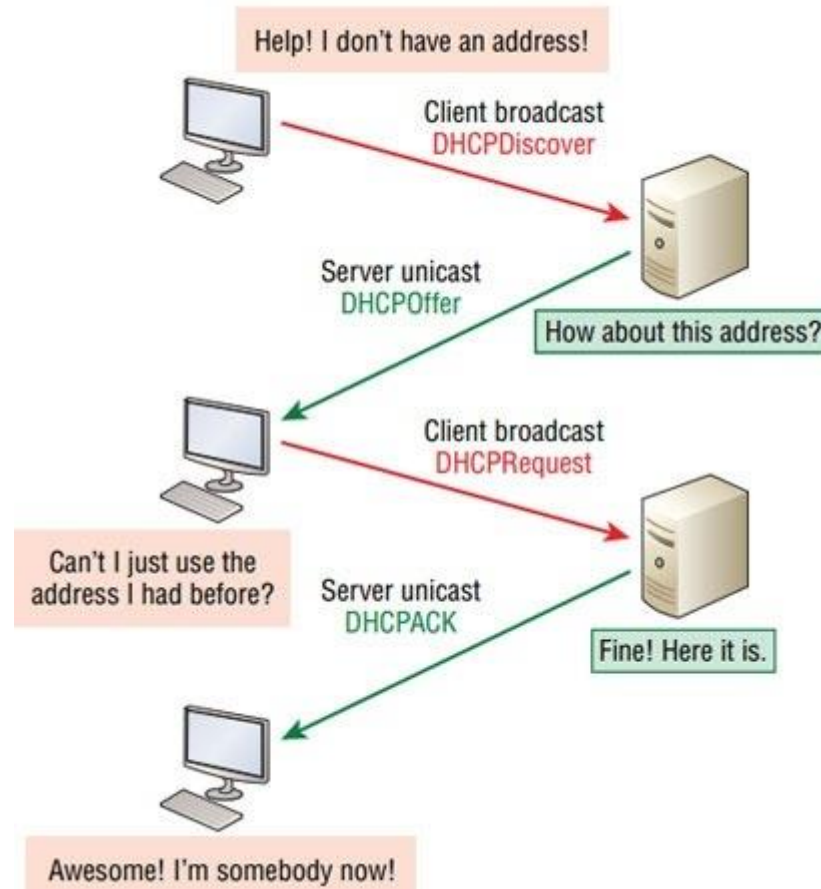 Help! I don't have an address!
Client broadcast
DHCPDiscover
Server unicast
DHCPOffer
How about this address?
Client broadcast
DHCPRequest
Can't I just use the
address I had before?
Server unicast
DHCPACK
Fine! Here it is.
Awesome! I'm somebody now!